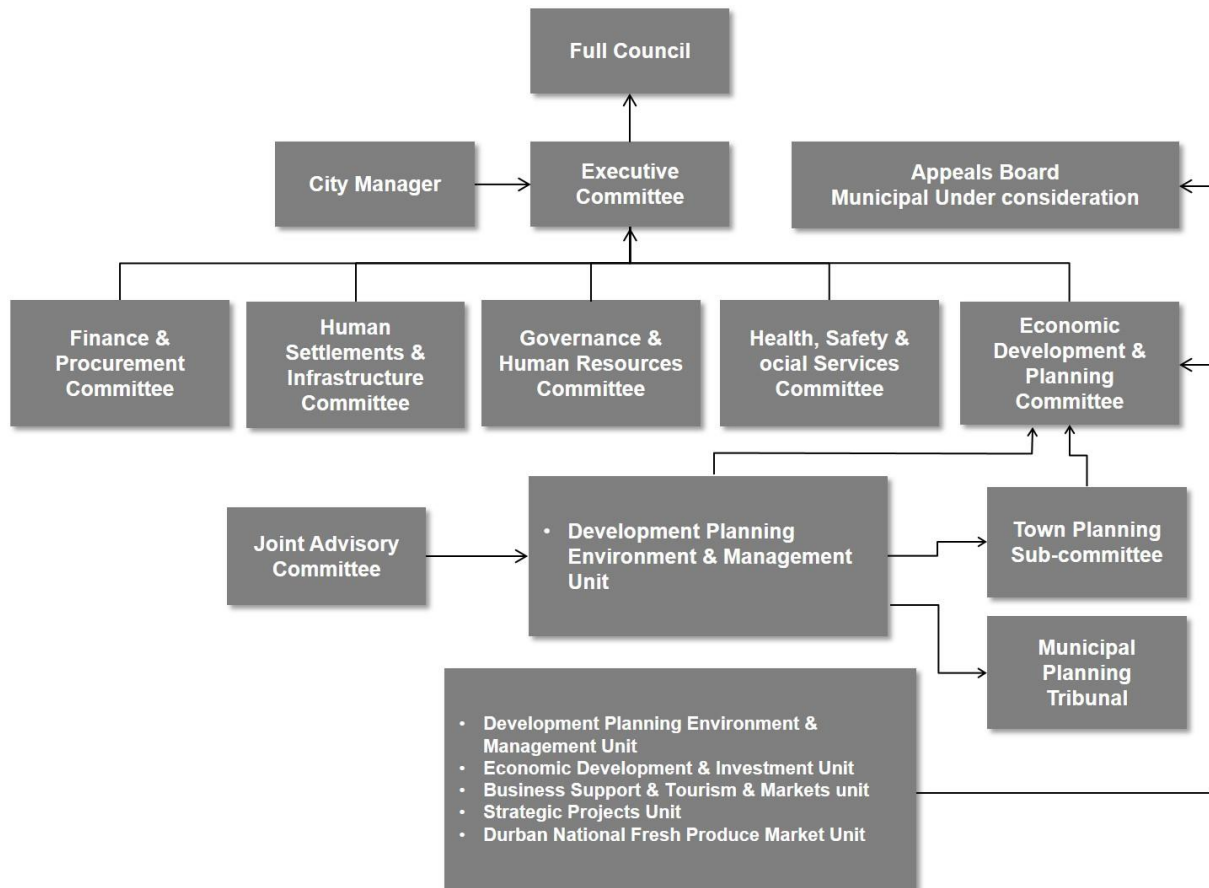 Full Council
City Manager
Executive
Committee
Appeals Board
Municipal Under consideration
Finance &
Procurement
Committee
Human
Settlements &
Infrastructure
Committee
Governance &
Human Resources
Committee
Health, Safety &
ocial Services
Committee
Economic
Development &
Planning
Committee
Joint Advisory
Committee
• Development Planning
Environment & Management
Unit
Town Planning
Sub-committee
Municipal
Planning
Tribunal
• Development Planning Environment &
Management Unit
• Economic Development & Investment Unit
• Business Support & Tourism & Markets unit
• Strategic Projects Unit
• Durban National Fresh Produce Market Unit